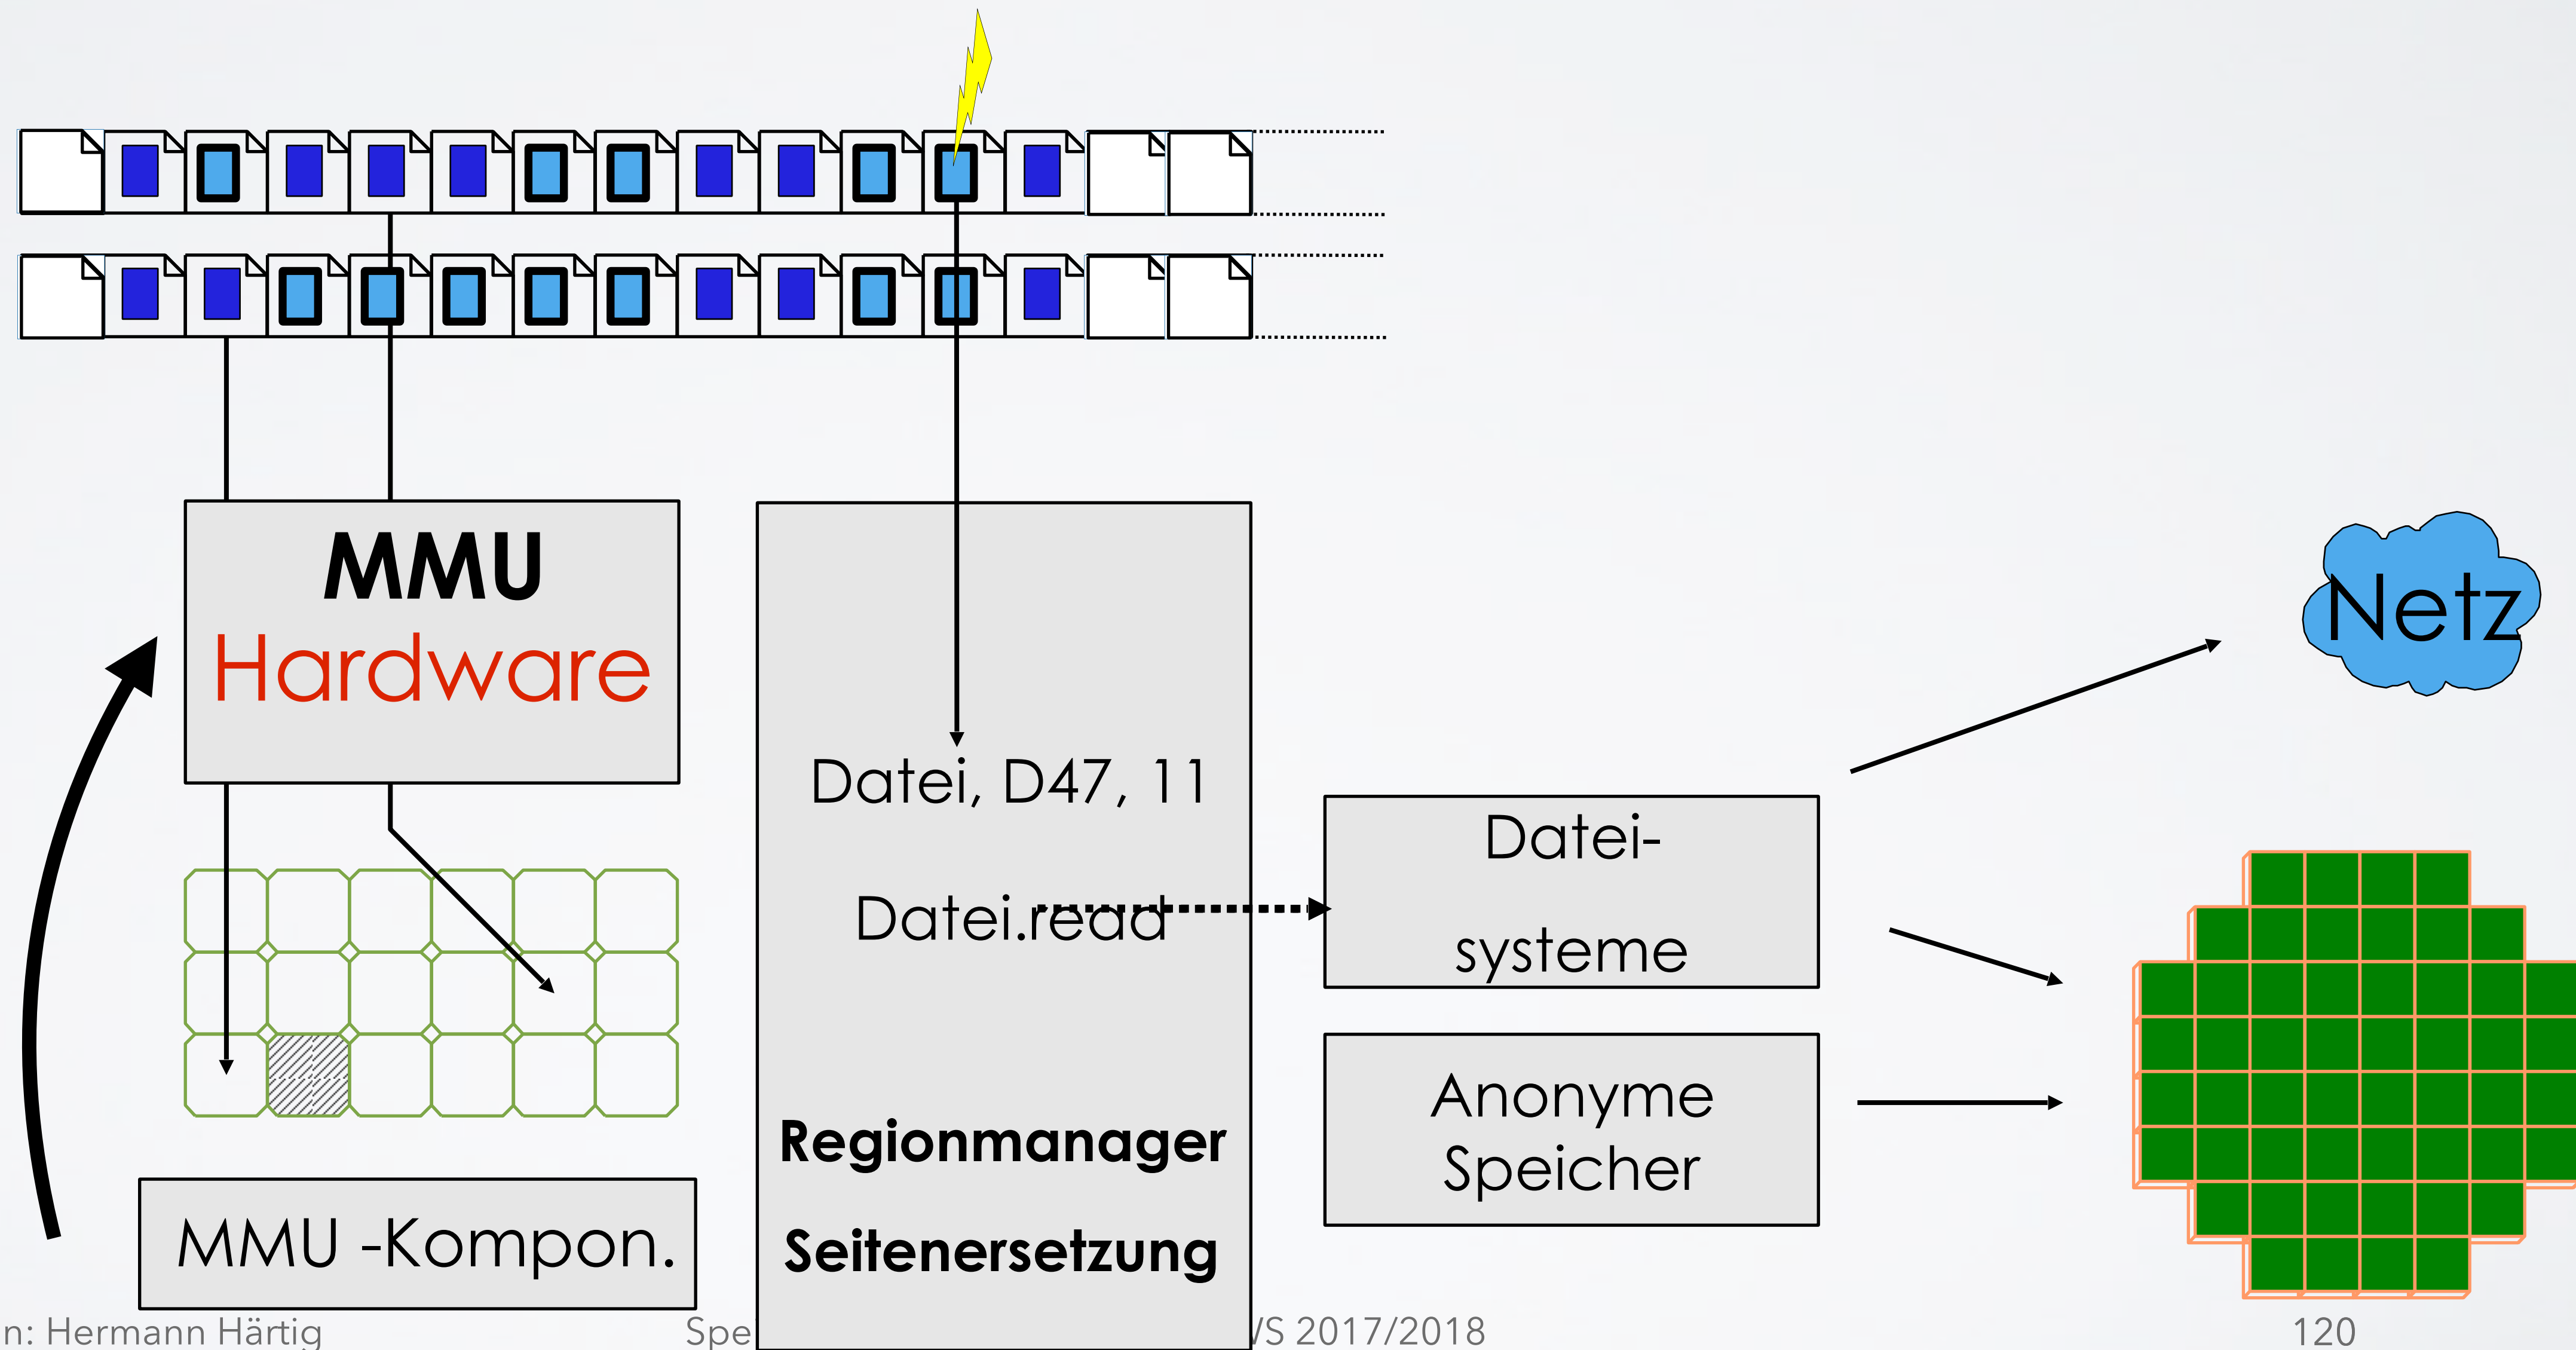 MMU
Hardware
Netz
Datei, D47, 11
Datei.read
Datei-
systeme
Anonyme
Speicher
Regionmanager
Seitenersetzung
MMU -Kompon.
n: Hermann Härtig
Spe
WS 2017/2018
120